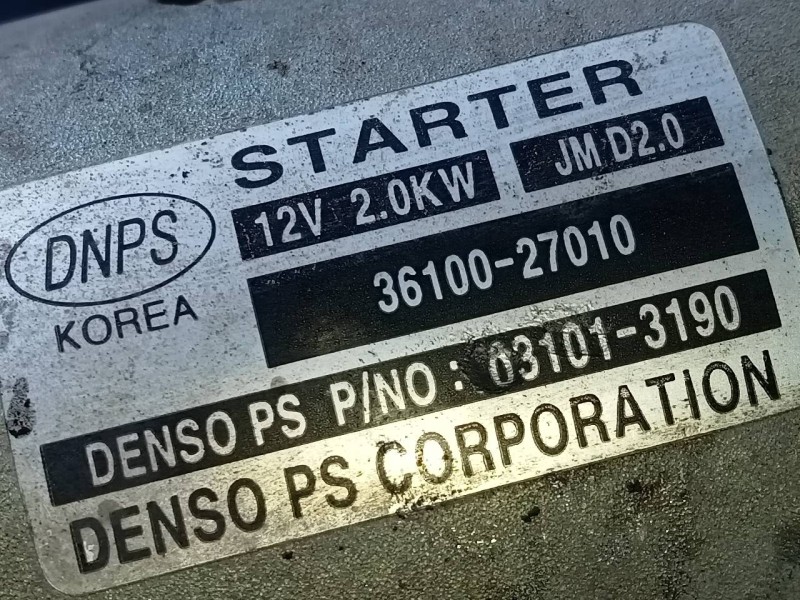 STARTER
12V 2.0KW JM D2.0
DNPS
KOREA
36100-27010
DENSO PS P/NO : 03101-3190
DENSO PS CORPORATION